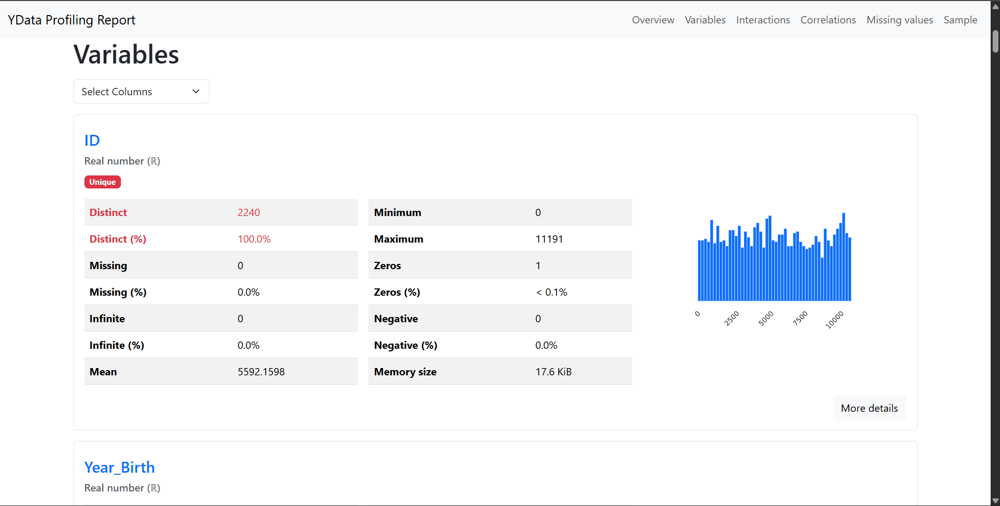 YData Profiling Report
Overview Variables Interactions Correlations Missing values Sample
Variables
Select Columns
ID
Real number (ℝ)
Unique
Distinct 2240
Distinct (%) 100.0%
Missing 0
Missing (%) 0.0%
Infinite 0
Infinite (%) 0.0%
Mean 5592.1598
Minimum 0
Maximum 11191
Zeros 1
Zeros (%) < 0.1%
Negative 0
Negative (%) 0.0%
Memory size 17.6 KiB
0 2500 5000 7500 10000
More details
Year_Birth
Real number (ℝ)